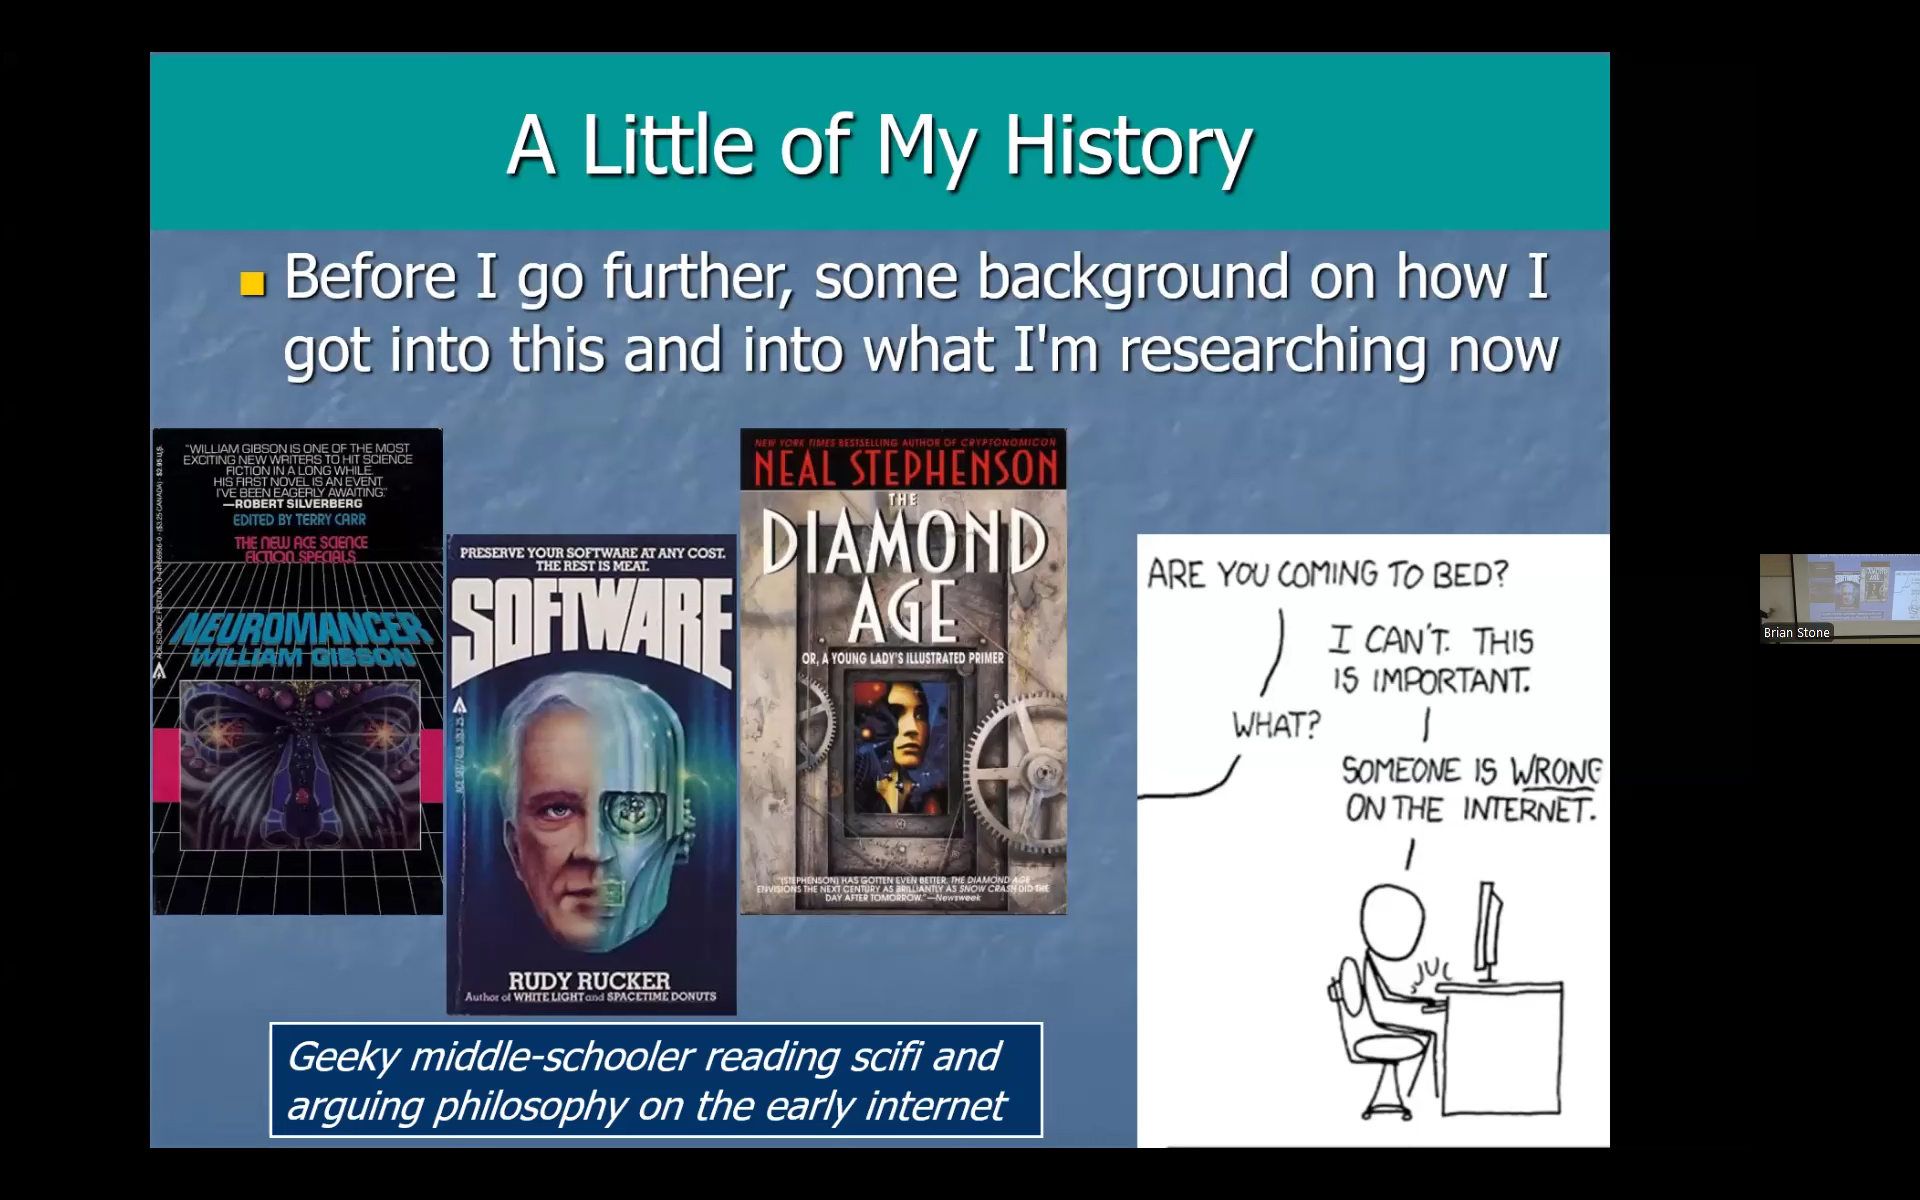 A Little of My History
Before I go further, some background on how I
got into this and into what I'm researching now
"WILLIAM GIBSON IS ONE OF THE MOST
EXCITING NEW WRITERS TO HIT SCIENCE
FICTION IN A LONG WHILE.
HIS FIRST NOVEL IS AN EVENT
I'VE BEEN EAGERLY AWAITING."
—ROBERT SILVERBERG
EDITED BY TERRY CARR
THE NEW ACE SCIENCE
FICTION SPECIALS
NEUROMANCER
WILLIAM GIBSON
PRESERVE YOUR SOFTWARE AT ANY COST.
THE REST IS MEAT.
SOFTWARE
RUDY RUCKER
Author of WHITE LIGHT and SPACETIME DONUTS
NEW YORK TIMES BESTSELLING AUTHOR OF CRYPTONOMICON
NEAL STEPHENSON
THE
DIAMOND
AGE
OR, A YOUNG LADY'S ILLUSTRATED PRIMER
"[STEPHENSON] HAS GOTTEN EVEN BETTER. THE DIAMOND AGE
ENVISIONS THE NEXT CENTURY AS BRILLIANTLY AS SNOW CRASH DID THE
DAY AFTER TOMORROW." —Newsweek
ARE YOU COMING TO BED?
I CAN'T. THIS
IS IMPORTANT.
WHAT?
SOMEONE IS WRONG
ON THE INTERNET.
Geeky middle-schooler reading scifi and
arguing philosophy on the early internet
Brian Stone